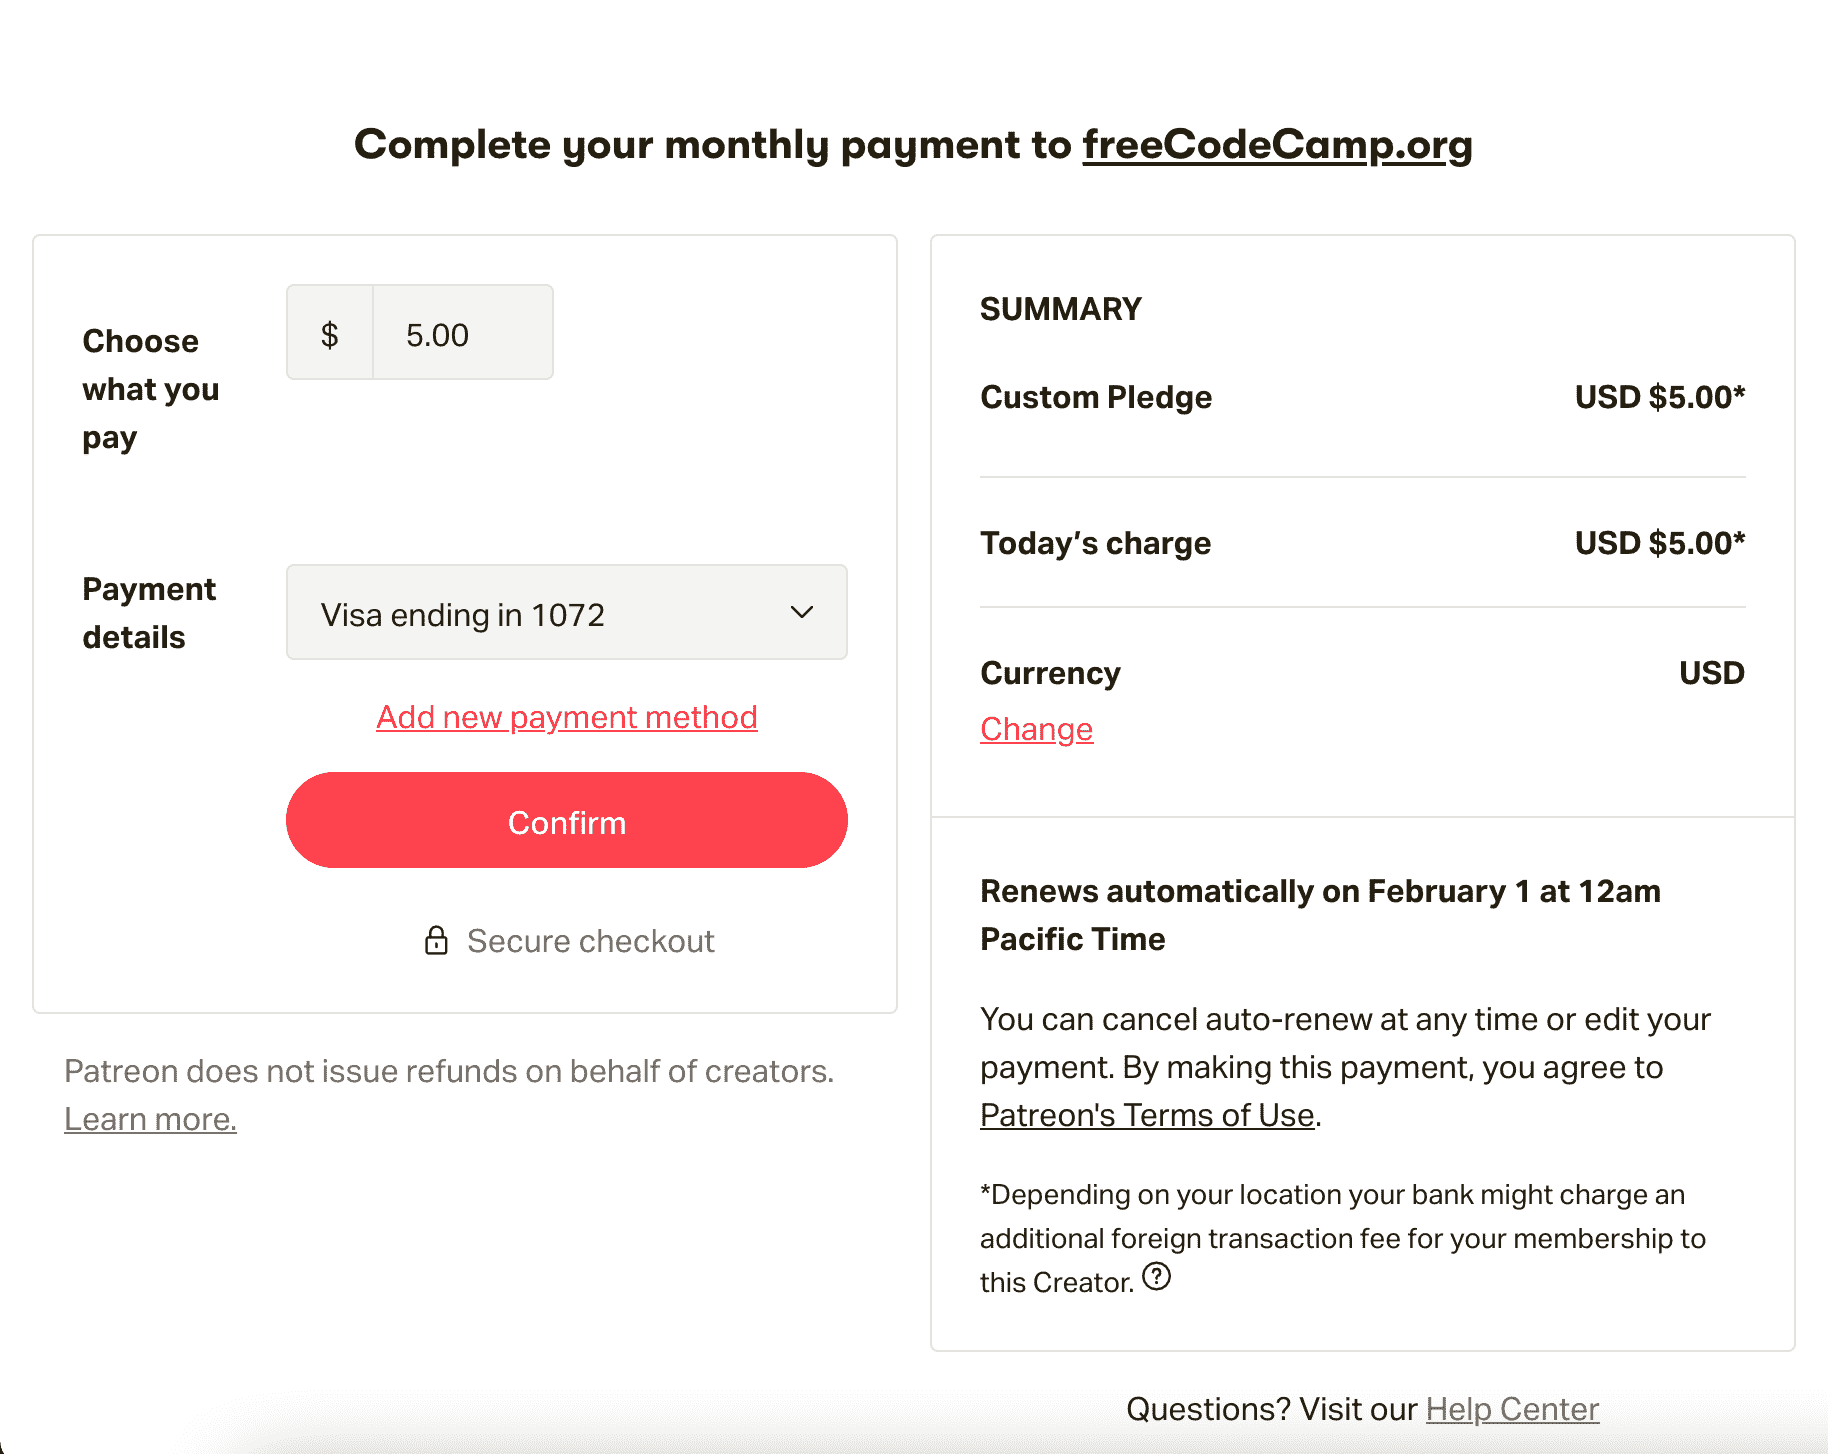 Complete your monthly payment to freeCodeCamp.org
Choose
what you
pay
$ 5.00
Payment
details
Visa ending in 1072
Add new payment method
Confirm
Secure checkout
Patreon does not issue refunds on behalf of creators.
Learn more.
SUMMARY
Custom Pledge USD $5.00*
Today’s charge USD $5.00*
Currency USD
Change
Renews automatically on February 1 at 12am
Pacific Time
You can cancel auto-renew at any time or edit your
payment. By making this payment, you agree to
Patreon's Terms of Use.
*Depending on your location your bank might charge an
additional foreign transaction fee for your membership to
this Creator. ?
Questions? Visit our Help Center